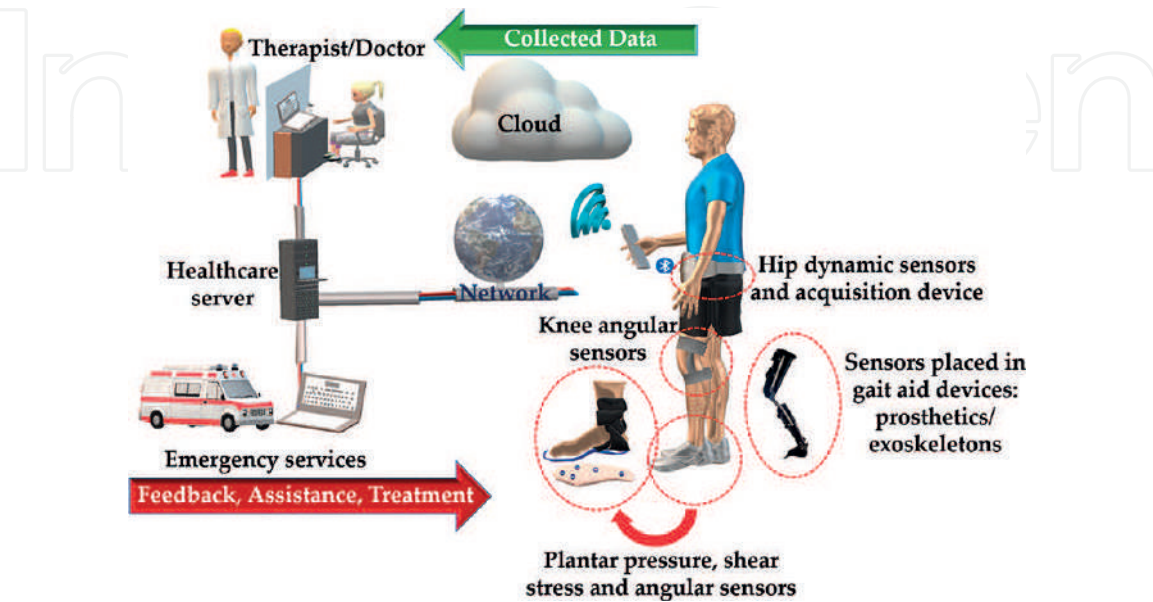 Collected Data
Therapist/Doctor
Cloud
Healthcare
server
Network
Hip dynamic sensors
and acquisition device
Knee angular
sensors
Sensors placed in
gait aid devices:
prosthetics/
exoskeletons
Emergency services
Feedback, Assistance, Treatment
Plantar pressure, shear
stress and angular sensors